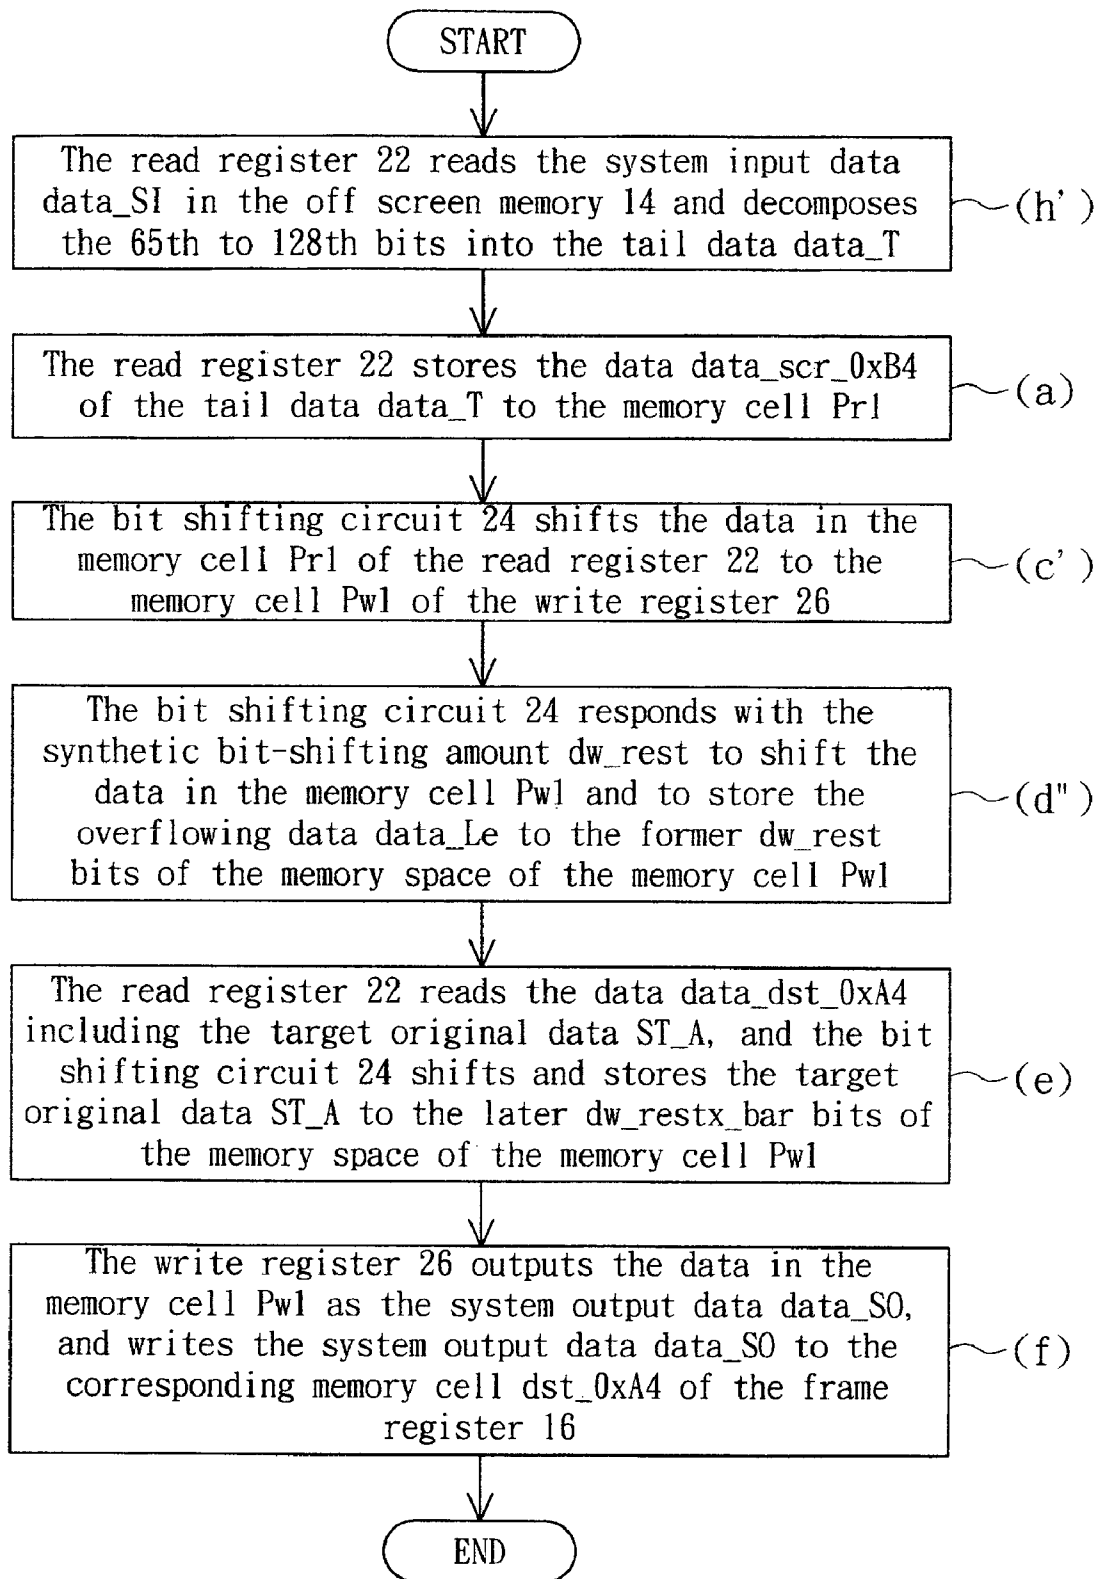 START
The read register 22 reads the system input data
data_SI in the off screen memory 14 and decomposes
the 65th to 128th bits into the tail data data_T
(h')
The read register 22 stores the data data_scr_0xB4
of the tail data data_T to the memory cell Pr1
(a)
The bit shifting circuit 24 shifts the data in the
memory cell Pr1 of the read register 22 to the
memory cell Pw1 of the write register 26
(c')
The bit shifting circuit 24 responds with the
synthetic bit-shifting amount dw_rest to shift the
data in the memory cell Pw1 and to store the
overflowing data data_Le to the former dw_rest
bits of the memory space of the memory cell Pw1
(d")
The read register 22 reads the data data_dst_0xA4
including the target original data ST_A, and the bit
shifting circuit 24 shifts and stores the target
original data ST_A to the later dw_restx_bar bits of
the memory space of the memory cell Pw1
(e)
The write register 26 outputs the data in the
memory cell Pw1 as the system output data data_SO,
and writes the system output data data_SO to the
corresponding memory cell dst_0xA4 of the frame
register 16
(f)
END